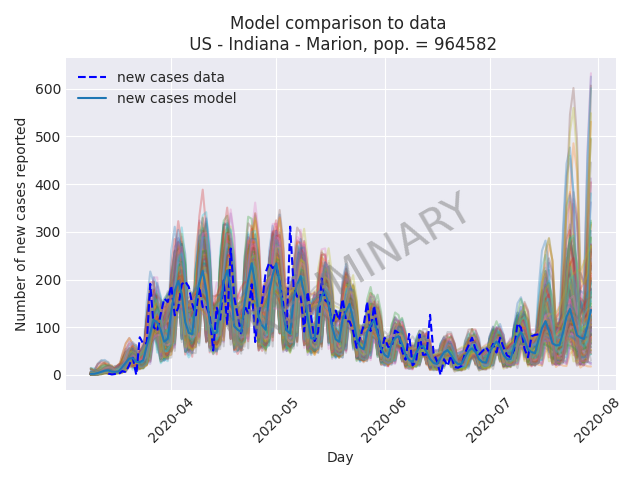 Model comparison to data
US - Indiana - Marion, pop. = 964582
new cases data
new cases model
Number of new cases reported
600
500
400
300
200
100
0
2020-04
2020-05
2020-06
2020-07
2020-08
Day